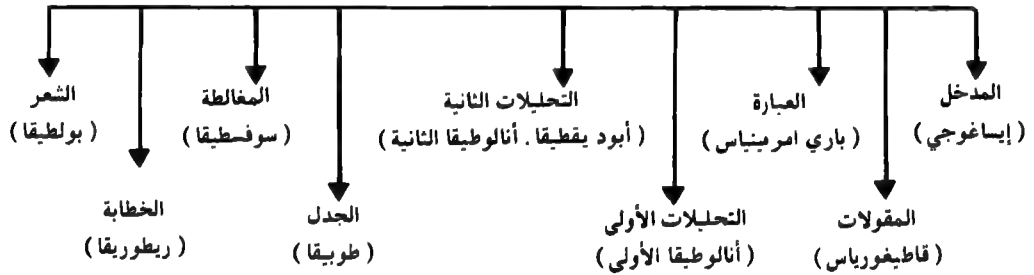 المدخل
(إيساغوجي)
المقولات
(قاطيغورياس)
العبارة
(باري امرمينياس)
التحليلات الأولى
(أنالوطيقا الأولى)
التحليلات الثانية
(أبود يقطيقا. أنالوطيقا الثانية)
الجدل
(طوبيقا)
المغالطة
(سوفسطيقا)
الخطابة
(ريطوريقا)
الشعر
(بولطيقا)